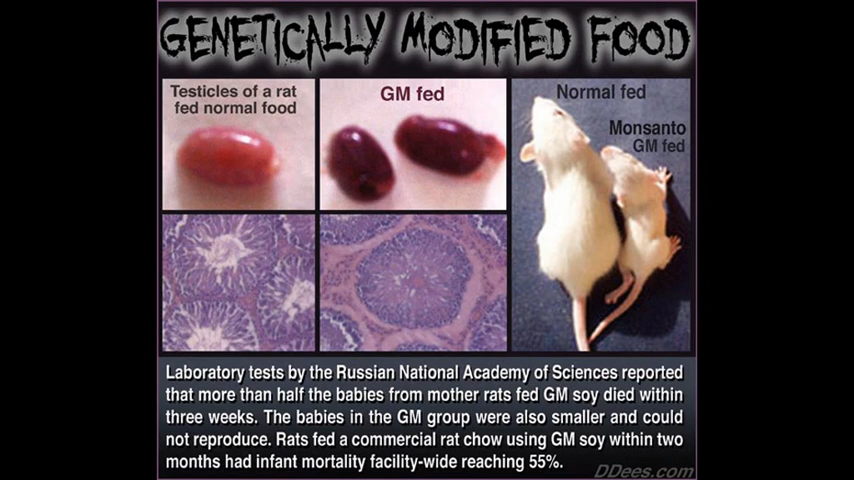 GENETICALLY MODIFIED FOOD
Testicles of a rat
fed normal food
GM fed
Normal fed
Monsanto
GM fed
Laboratory tests by the Russian National Academy of Sciences reported
that more than half the babies from mother rats fed GM soy died within
three weeks. The babies in the GM group were also smaller and could
not reproduce. Rats fed a commercial rat chow using GM soy within two
months had infant mortality facility-wide reaching 55%.
DDees.com